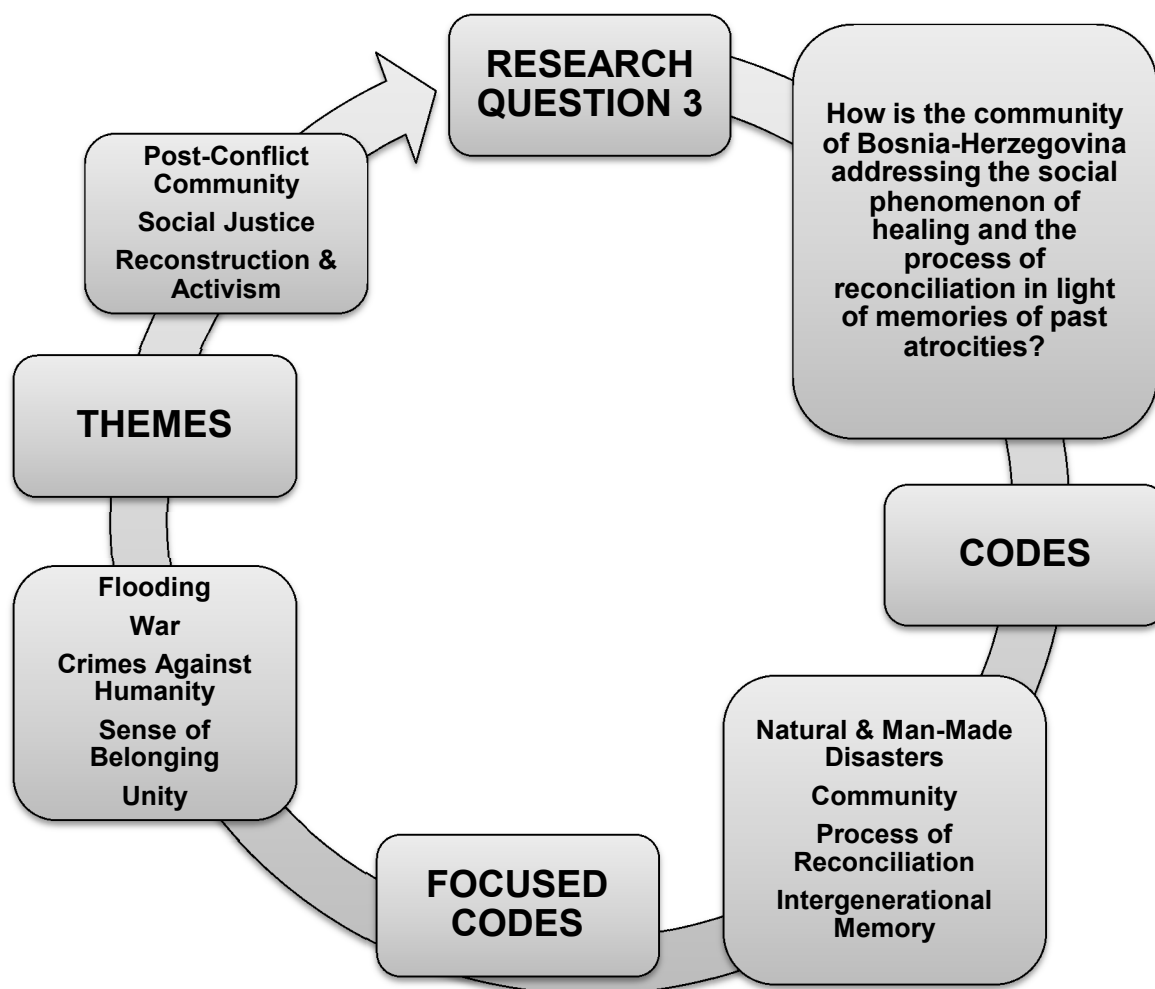 RESEARCH
QUESTION 3
How is the community
of Bosnia-Herzegovina
addressing the social
phenomenon of
healing and the
process of
reconciliation in light
of memories of past
atrocities?
CODES
Natural & Man-Made
Disasters
Community
Process of
Reconciliation
Intergenerational
Memory
FOCUSED
CODES
Flooding
War
Crimes Against
Humanity
Sense of
Belonging
Unity
THEMES
Post-Conflict
Community
Social Justice
Reconstruction &
Activism